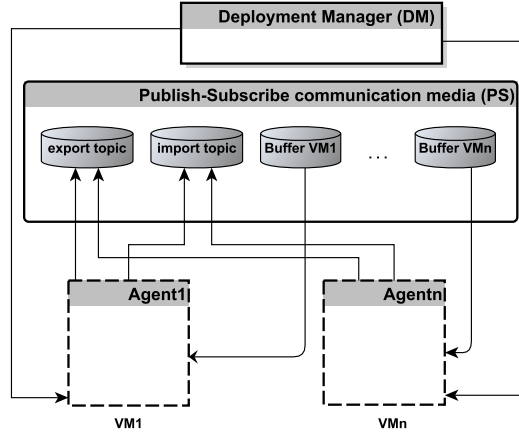 Deployment Manager (DM)
Publish-Subscribe communication media (PS)
export topic
import topic
Buffer VM1
...
Buffer VMn
Agent1
Agentn
VM1
VMn